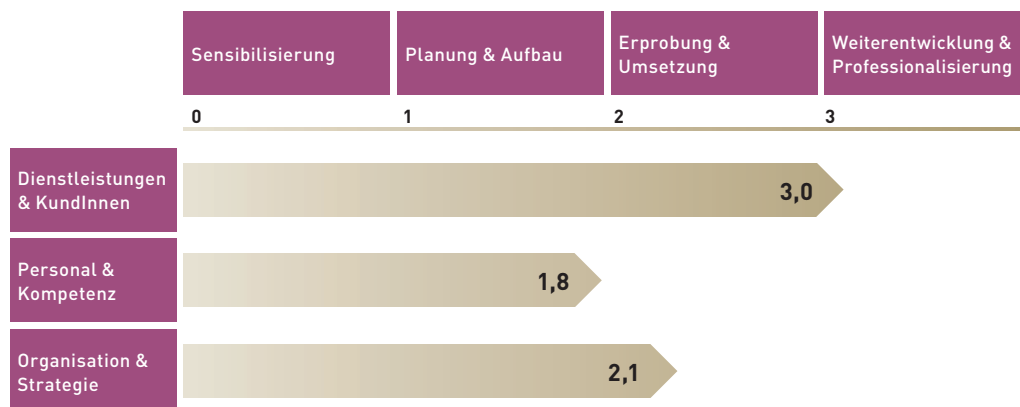 Sensibilisierung
Planung & Aufbau
Erprobung &
Umsetzung
Weiterentwicklung &
Professionalisierung
0
1
2
3
Dienstleistungen
& KundInnen
3,0
Personal &
Kompetenz
1,8
Organisation &
Strategie
2,1